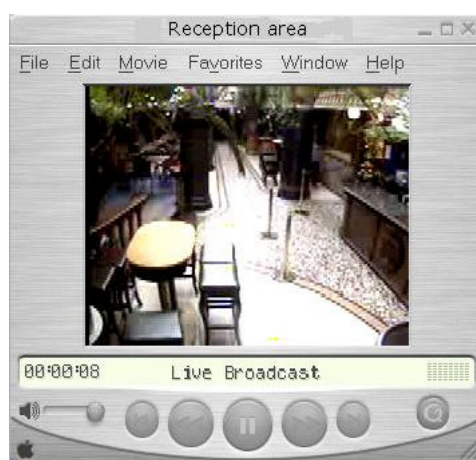 Reception area
File Edit Movie Favorites Window Help
00:00:08 Live Broadcast